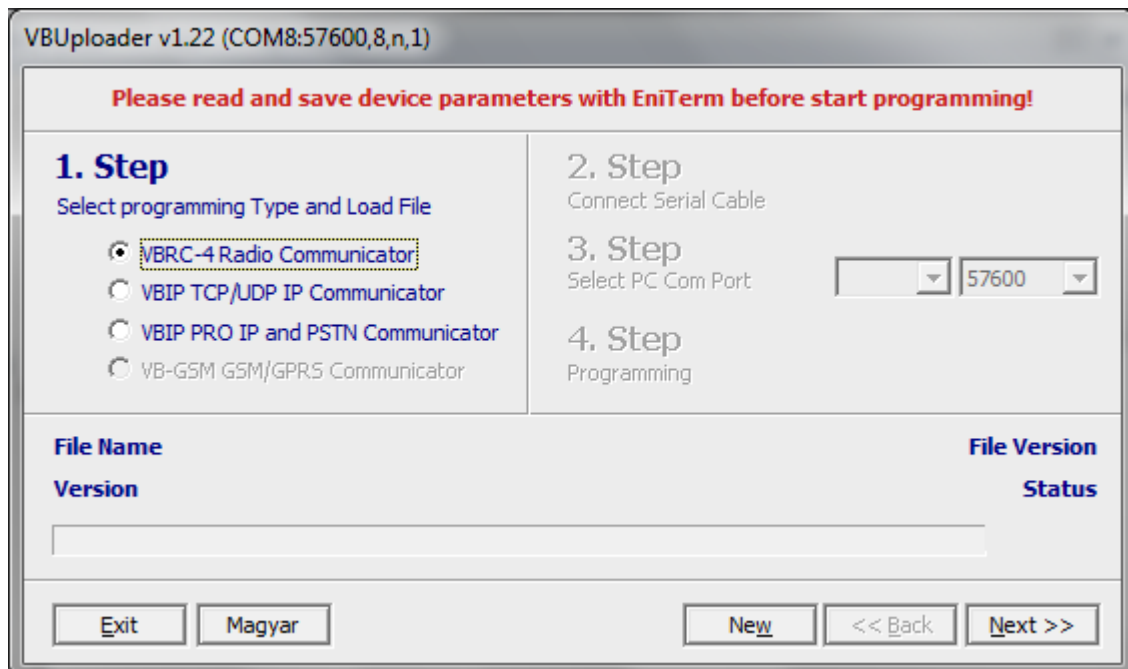 VBUploader v1.22 (COM8:57600,8,n,1)
Please read and save device parameters with EniTerm before start programming!
1. Step
Select programming Type and Load File
VBRC-4 Radio Communicator
VBIP TCP/UDP IP Communicator
VBIP PRO IP and PSTN Communicator
VB-GSM GSM/GPRS Communicator
2. Step
Connect Serial Cable
3. Step
Select PC Com Port 57600
4. Step
Programming
File Name File Version
Version Status
Exit Magyar New << Back Next >>